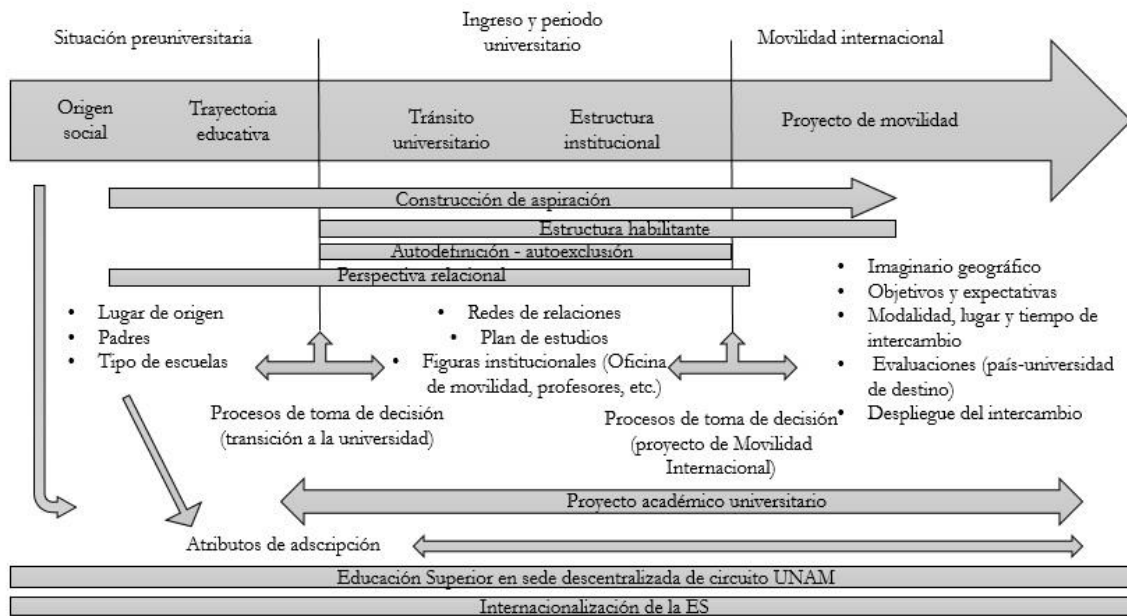 Situación preuniversitaria
Ingreso y periodo
universitario
Movilidad internacional
Origen
social
Trayectoria
educativa
Tránsito
universitario
Estructura
institucional
Proyecto de movilidad
Construcción de aspiración
Estructura habilitante
Autodefinición - autoexclusión
Perspectiva relacional
• Lugar de origen
• Padres
• Tipo de escuelas
• Redes de relaciones
• Plan de estudios
• Figuras institucionales (Oficina
de movilidad, profesores, etc.)
• Imaginario geográfico
• Objetivos y expectativas
• Modalidad, lugar y tiempo de
intercambio
• Evaluaciones (país-universidad
de destino)
• Despliegue del intercambio
Procesos de toma de decisión
(transición a la universidad)
Procesos de toma de decisión
(proyecto de Movilidad
Internacional)
Proyecto académico universitario
Atributos de adscripción
Educación Superior en sede descentralizada de circuito UNAM
Internacionalización de la ES